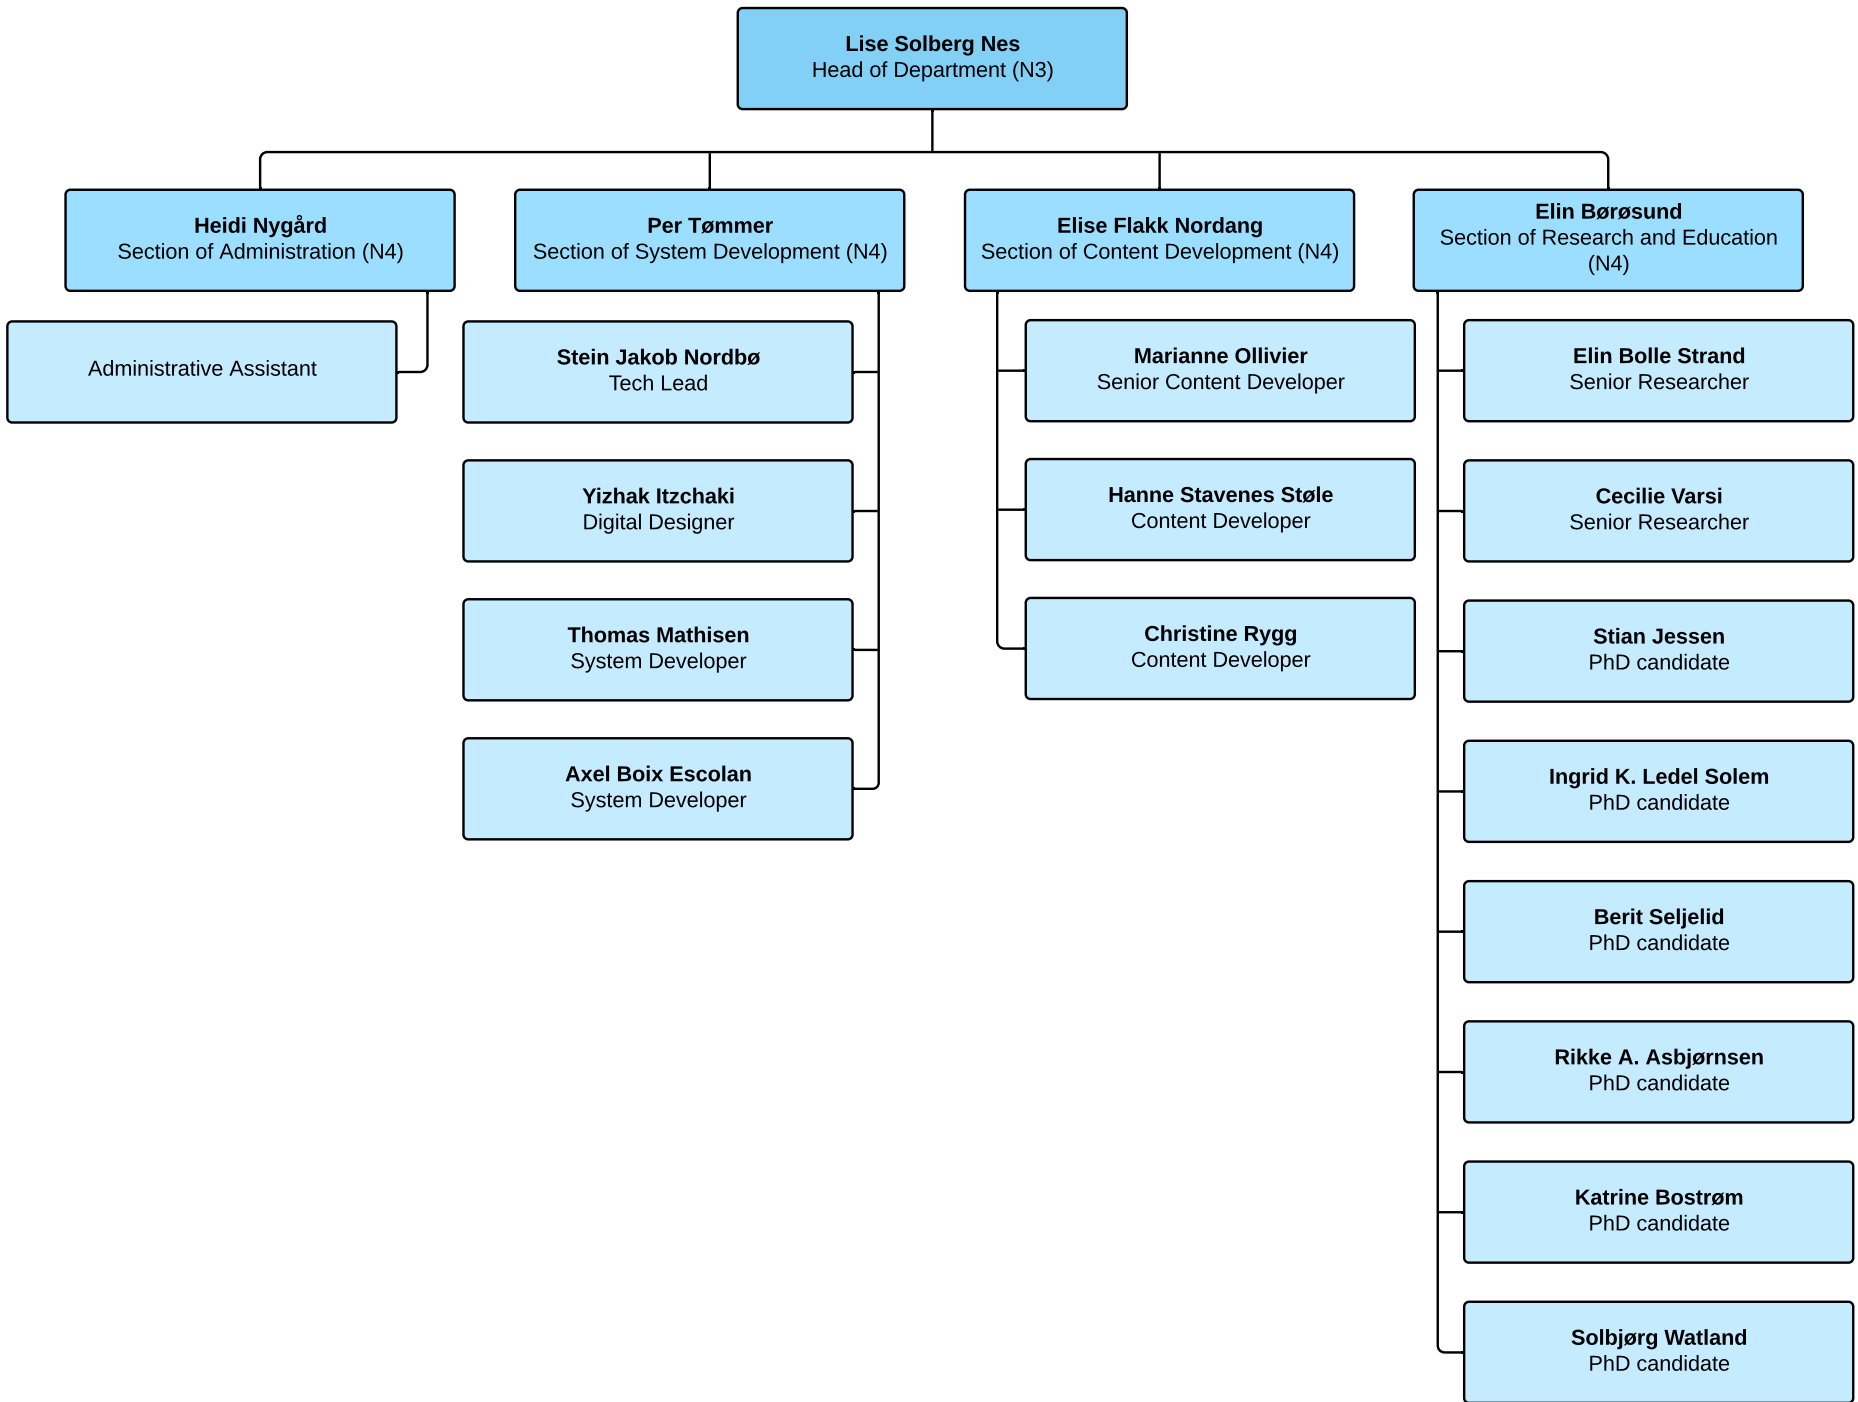 Lise Solberg Nes
Head of Department (N3)
Heidi Nygård
Section of Administration (N4)
Administrative Assistant
Per Tømmer
Section of System Development (N4)
Stein Jakob Nordbø
Tech Lead
Yizhak Itzchaki
Digital Designer
Thomas Mathisen
System Developer
Axel Boix Escolan
System Developer
Elise Flakk Nordang
Section of Content Development (N4)
Marianne Ollivier
Senior Content Developer
Hanne Stavenes Støle
Content Developer
Christine Rygg
Content Developer
Elin Børøsund
Section of Research and Education
(N4)
Elin Bolle Strand
Senior Researcher
Cecilie Varsi
Senior Researcher
Stian Jessen
PhD candidate
Ingrid K. Ledel Solem
PhD candidate
Berit Seljelid
PhD candidate
Rikke A. Asbjørnsen
PhD candidate
Katrine Bostrøm
PhD candidate
Solbjørg Watland
PhD candidate